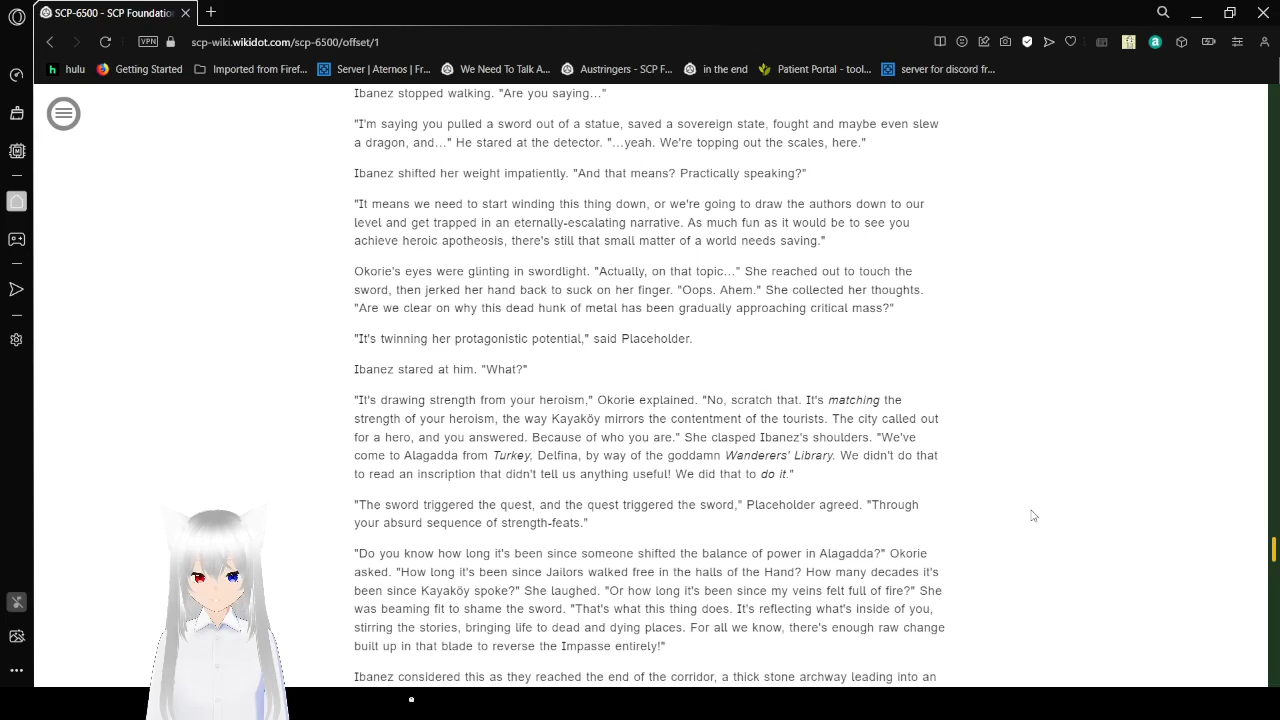 SCP-6500 - SCP Foundatio
VPN
scp-wiki.wikidot.com/scp-6500/offset/1
hulu
Getting Started
Imported from Firef...
Server | Aternos | Fr...
We Need To Talk A...
Austringers - SCP F...
in the end
Patient Portal - tool...
server for discord fr...
Ibanez stopped walking. "Are you saying…"
"I'm saying you pulled a sword out of a statue, saved a sovereign state, fought and maybe even slew
a dragon, and…" He stared at the detector. "…yeah. We're topping out the scales, here."
Ibanez shifted her weight impatiently. "And that means? Practically speaking?"
"It means we need to start winding this thing down, or we're going to draw the authors down to our
level and get trapped in an eternally-escalating narrative. As much fun as it would be to see you
achieve heroic apotheosis, there's still that small matter of a world needs saving."
Okorie's eyes were glinting in swordlight. "Actually, on that topic…" She reached out to touch the
sword, then jerked her hand back to suck on her finger. "Oops. Ahem." She collected her thoughts.
"Are we clear on why this dead hunk of metal has been gradually approaching critical mass?"
"It's twinning her protagonistic potential," said Placeholder.
Ibanez stared at him. "What?"
"It's drawing strength from your heroism," Okorie explained. "No, scratch that. It's matching the
strength of your heroism, the way Kayaköy mirrors the contentment of the tourists. The city called out
for a hero, and you answered. Because of who you are." She clasped Ibanez's shoulders. "We've
come to Alagadda from Turkey, Delfina, by way of the goddamn Wanderers' Library. We didn't do that
to read an inscription that didn't tell us anything useful! We did that to do it."
"The sword triggered the quest, and the quest triggered the sword," Placeholder agreed. "Through
your absurd sequence of strength-feats."
"Do you know how long it's been since someone shifted the balance of power in Alagadda?" Okorie
asked. "How long it's been since Jailors walked free in the halls of the Hand? How many decades it's
been since Kayaköy spoke?" She laughed. "Or how long it's been since my veins felt full of fire?" She
was beaming fit to shame the sword. "That's what this thing does. It's reflecting what's inside of you,
stirring the stories, bringing life to dead and dying places. For all we know, there's enough raw change
built up in that blade to reverse the Impasse entirely!"
Ibanez considered this as they reached the end of the corridor, a thick stone archway leading into an